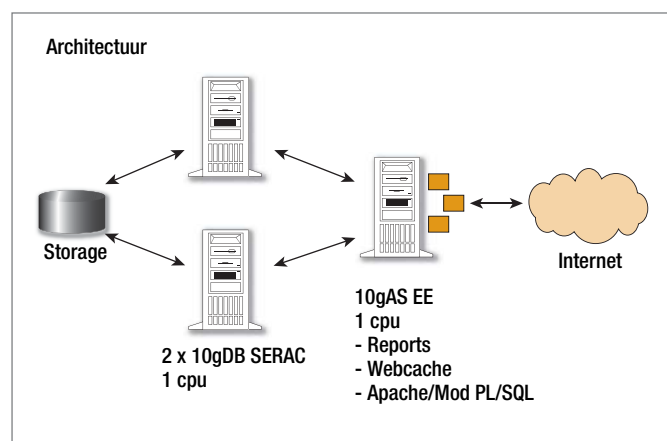 Architectuur
Storage
2 x 10gDB SERAC
1 cpu
10gAS EE
1 cpu
- Reports
- Webcache
- Apache/Mod PL/SQL
Internet